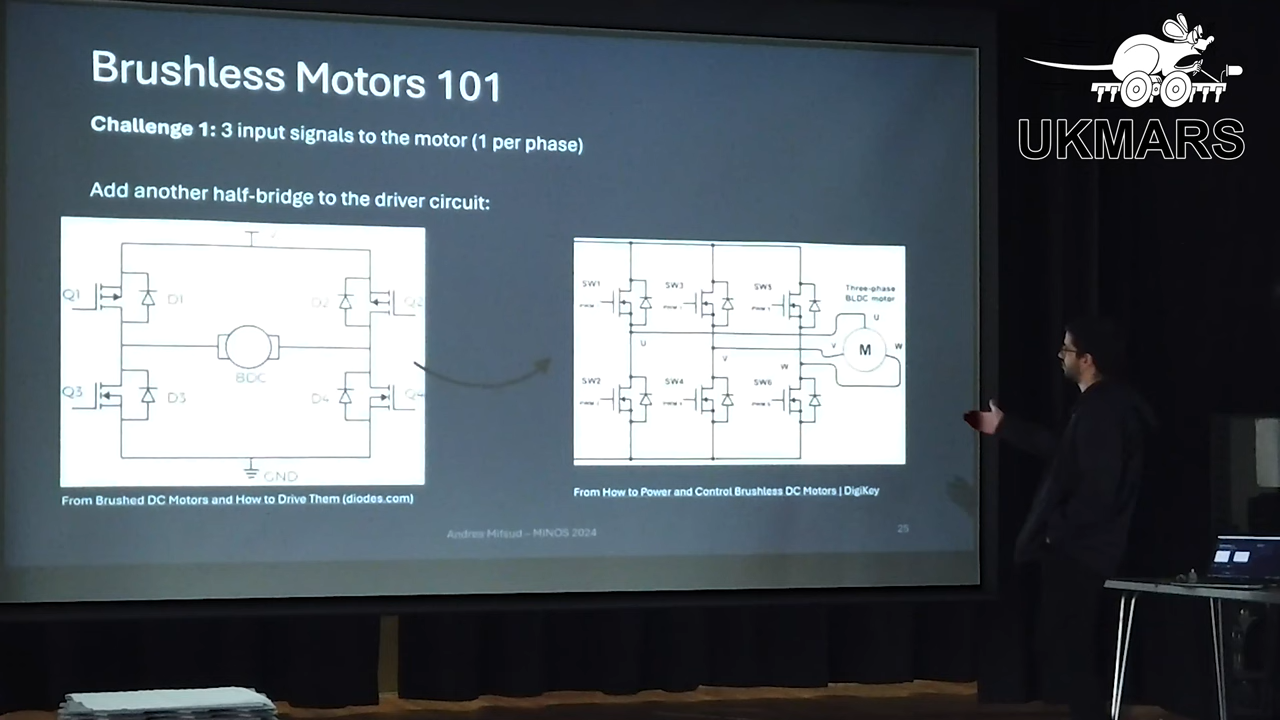 Brushless Motors 101
Challenge 1: 3 input signals to the motor (1 per phase)
Add another half-bridge to the driver circuit:
Q1
D1
D2
Q2
BDC
Q3
D3
D4
Q4
GND
From Brushed DC Motors and How to Drive Them (diodes.com)
SW1
SW3
SW5
Three-phase
BLDC motor
U
V
M
W
U
V
W
SW2
SW4
SW6
From How to Power and Control Brushless DC Motors | DigiKey
– MINOS 2024
25
UKMARS